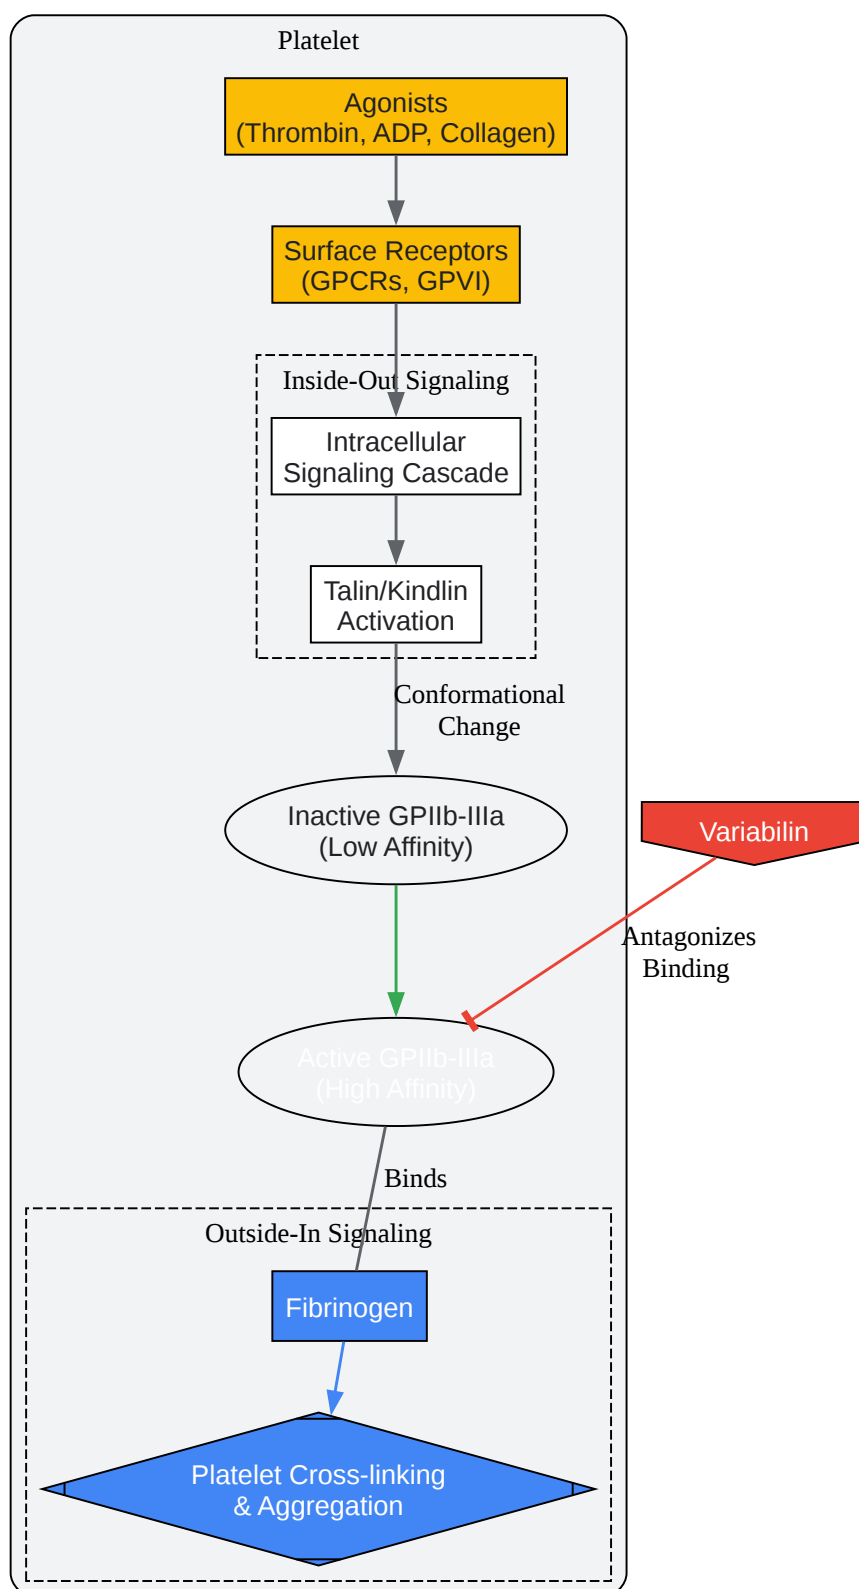 Platelet
Agonists
(Thrombin, ADP, Collagen)
Surface Receptors
(GPCRs, GPVI)
Inside-Out Signaling
Intracellular
Signaling Cascade
Talin/Kindlin
Activation
Conformational
Change
Inactive GPIIb-IIIa
(Low Affinity)
Variabilin
Antagonizes
Binding
Active GPIIb-IIIa
(High Affinity)
Binds
Outside-In Signaling
Fibrinogen
Platelet Cross-linking
& Aggregation